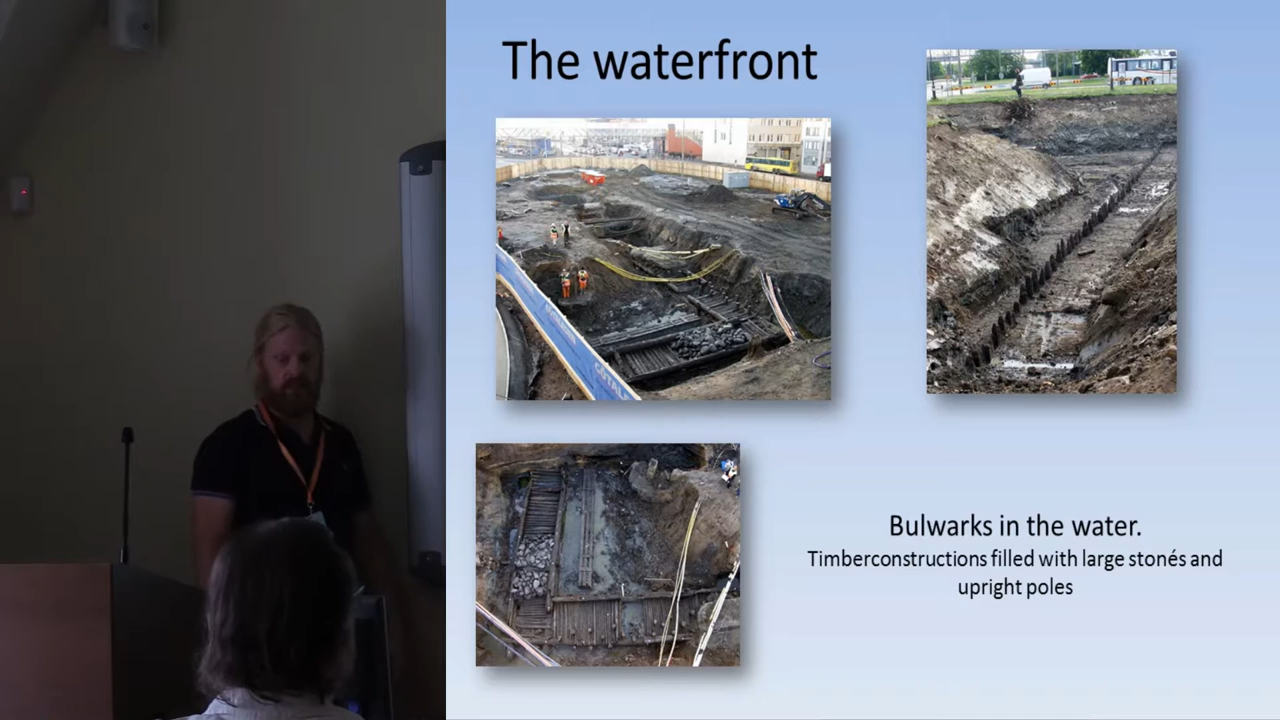 The waterfront
Bulwarks in the water.
Timberconstructions filled with large stonés and
upright poles